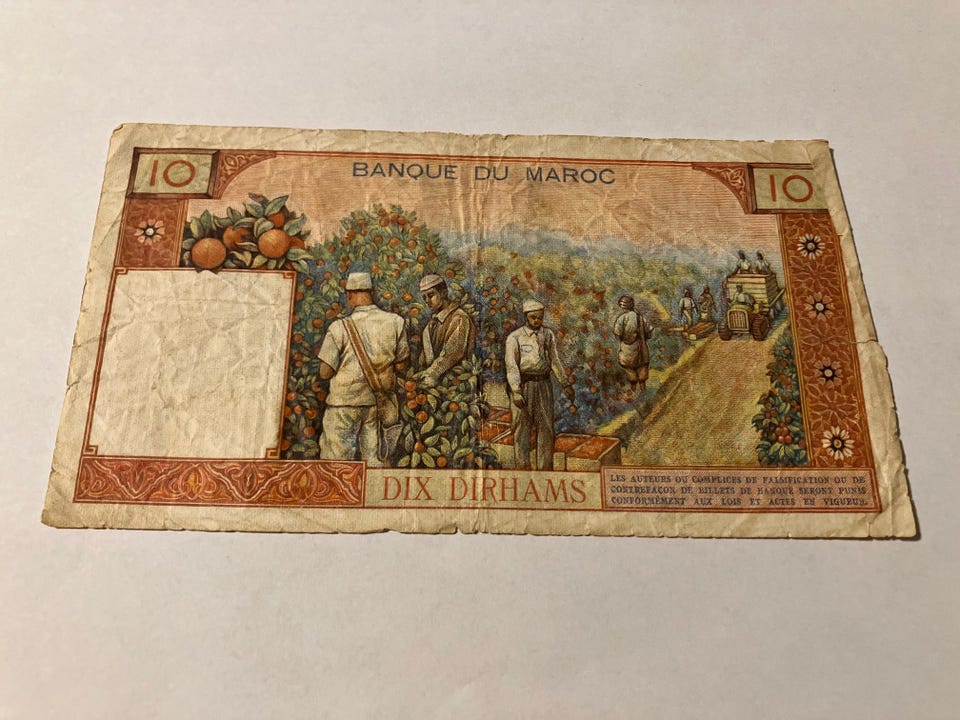 10
BANQUE DU MAROC
10
DIX DIRHAMS
LES AUTEURS OU COMPLICES DE FALSIFICATION OU DE
CONTREFAÇON DE BILLETS DE BANQUE SERONT PUNIS
CONFORMÉMENT AUX LOIS ET ACTES EN VIGUEUR.